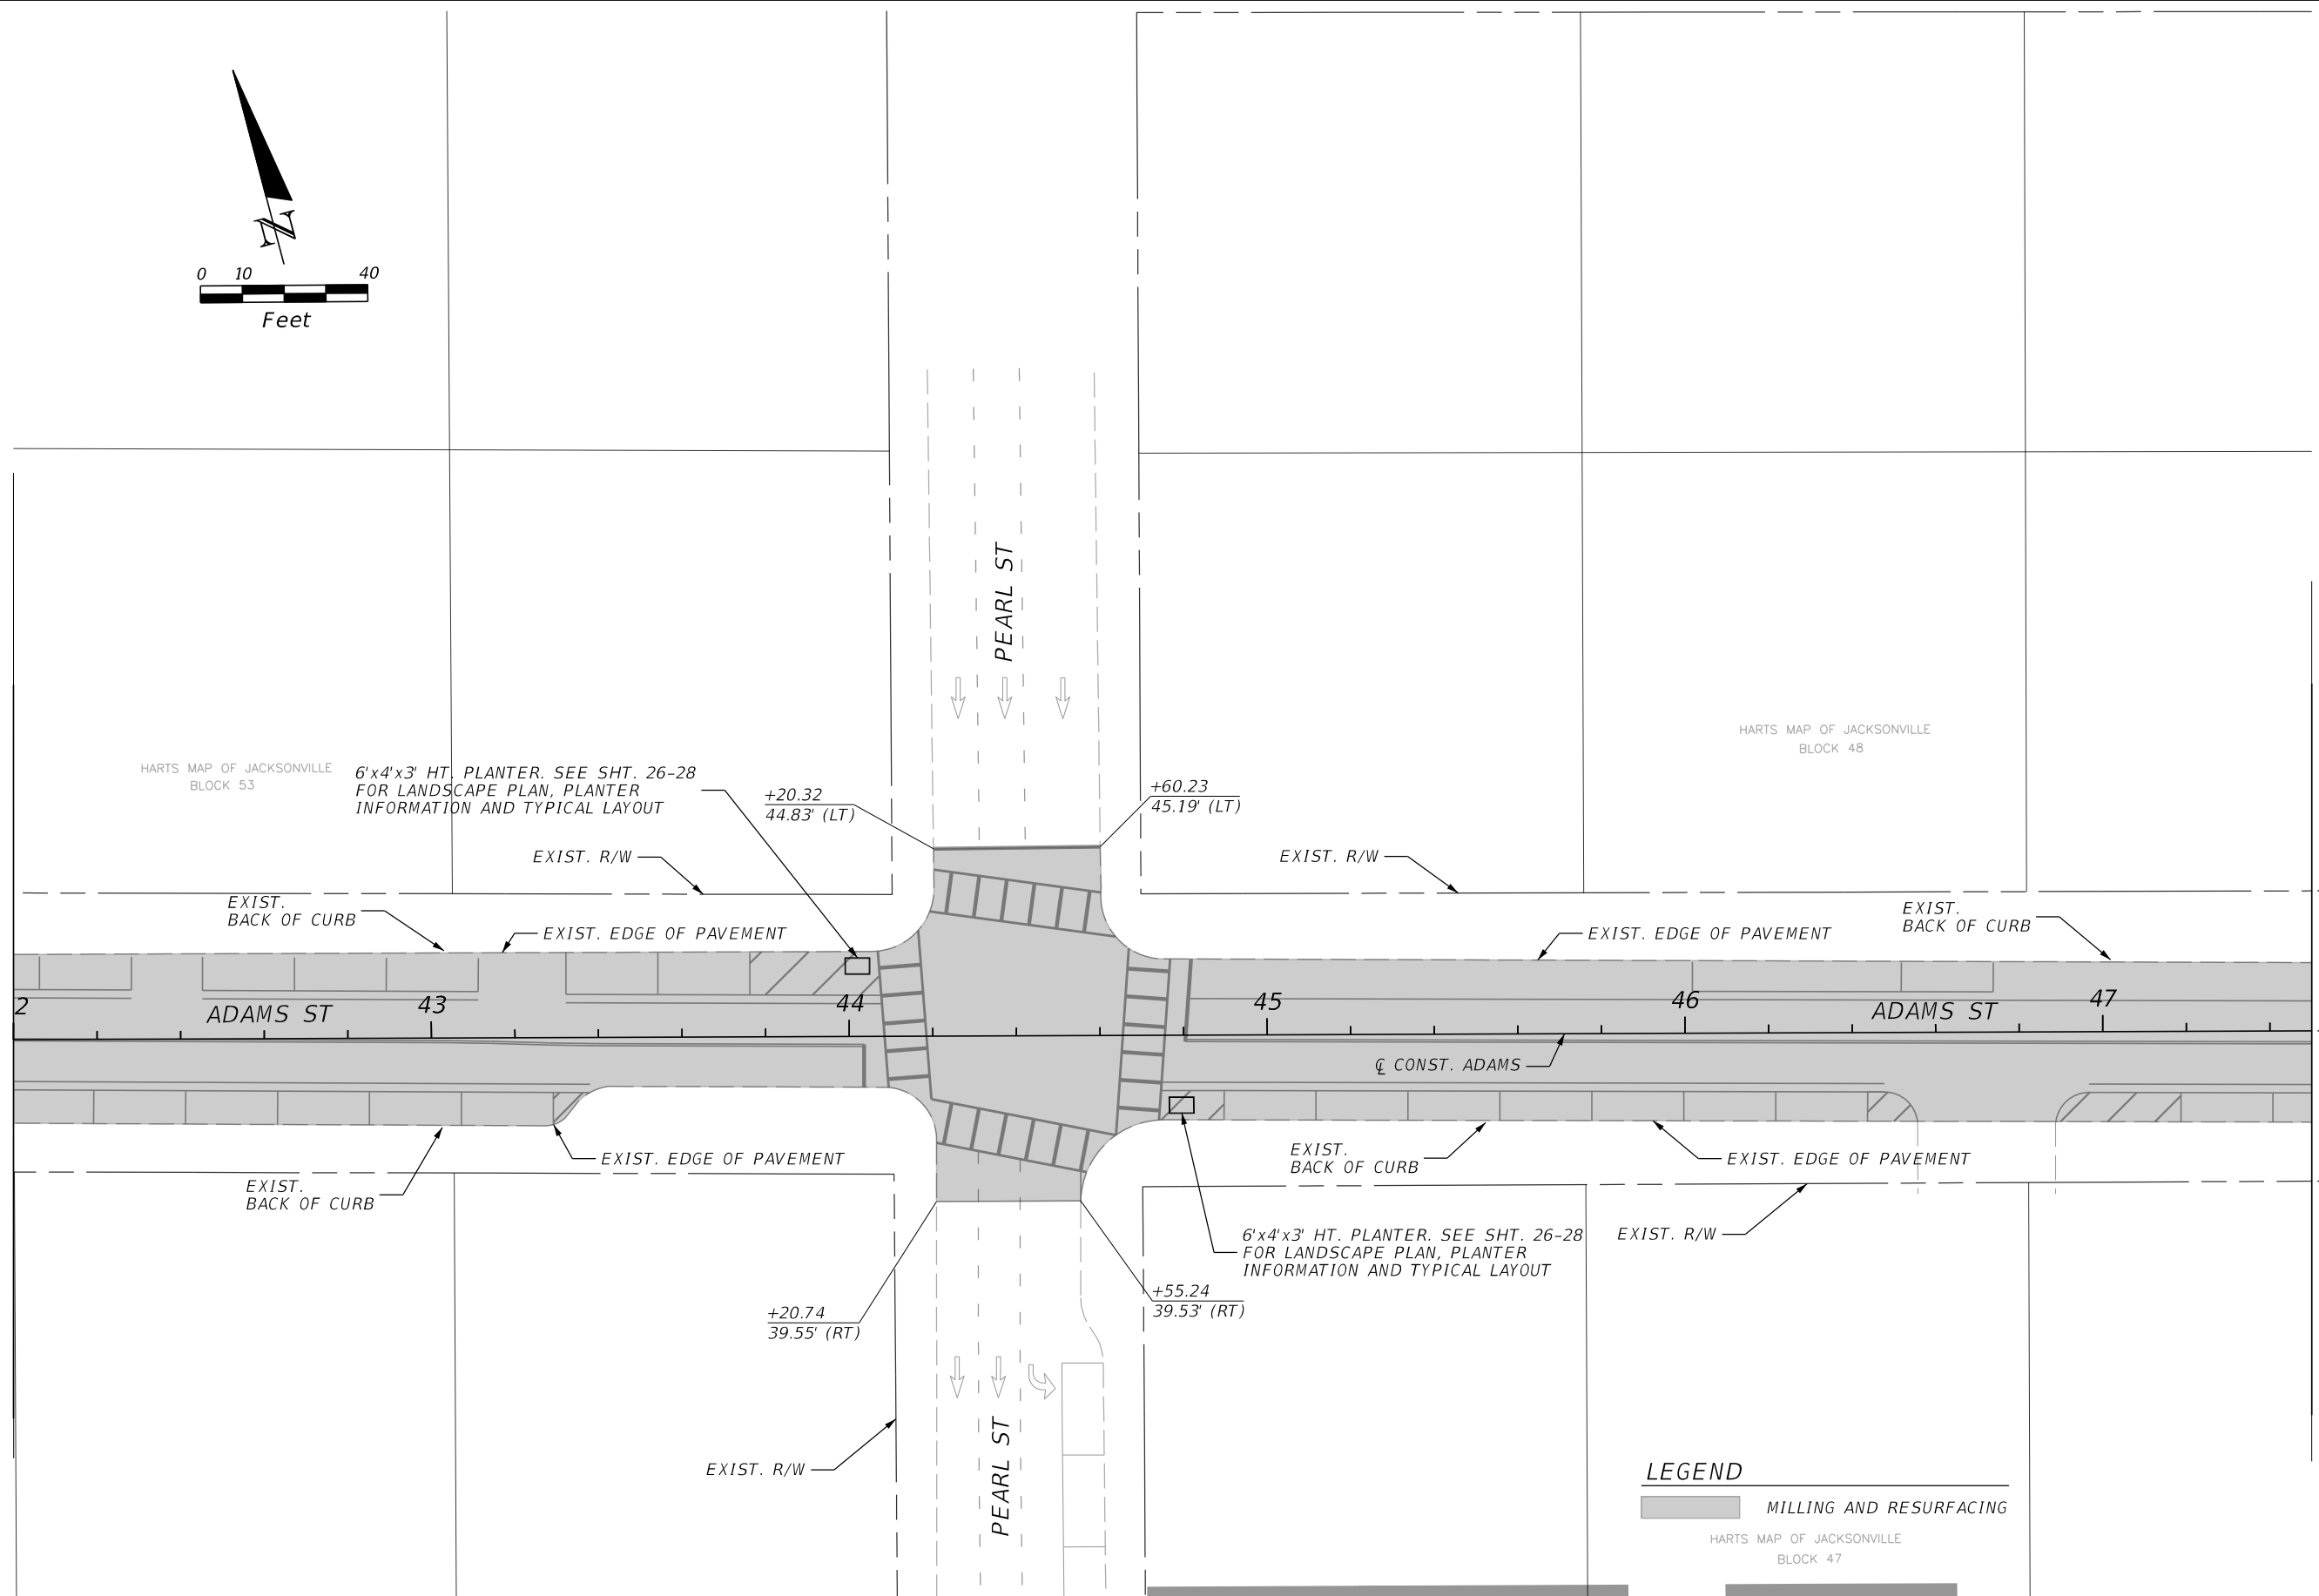 N
0 10 40
Feet
PEARL ST
HARTS MAP OF JACKSONVILLE
BLOCK 53
HARTS MAP OF JACKSONVILLE
BLOCK 48
6'x4'x3' HT. PLANTER. SEE SHT. 26-28
FOR LANDSCAPE PLAN, PLANTER
INFORMATION AND TYPICAL LAYOUT
+20.32
44.83' (LT)
+60.23
45.19' (LT)
EXIST. R/W
EXIST. R/W
EXIST.
BACK OF CURB
EXIST. EDGE OF PAVEMENT
EXIST. EDGE OF PAVEMENT
EXIST.
BACK OF CURB
2 43 44 45 46 47
ADAMS ST
ADAMS ST
℄ CONST. ADAMS
EXIST. EDGE OF PAVEMENT
EXIST.
BACK OF CURB
EXIST.
BACK OF CURB
EXIST. EDGE OF PAVEMENT
6'x4'x3' HT. PLANTER. SEE SHT. 26-28
FOR LANDSCAPE PLAN, PLANTER
INFORMATION AND TYPICAL LAYOUT
EXIST. R/W
+20.74
39.55' (RT)
+55.24
39.53' (RT)
EXIST. R/W
PEARL ST
LEGEND
MILLING AND RESURFACING
HARTS MAP OF JACKSONVILLE
BLOCK 47